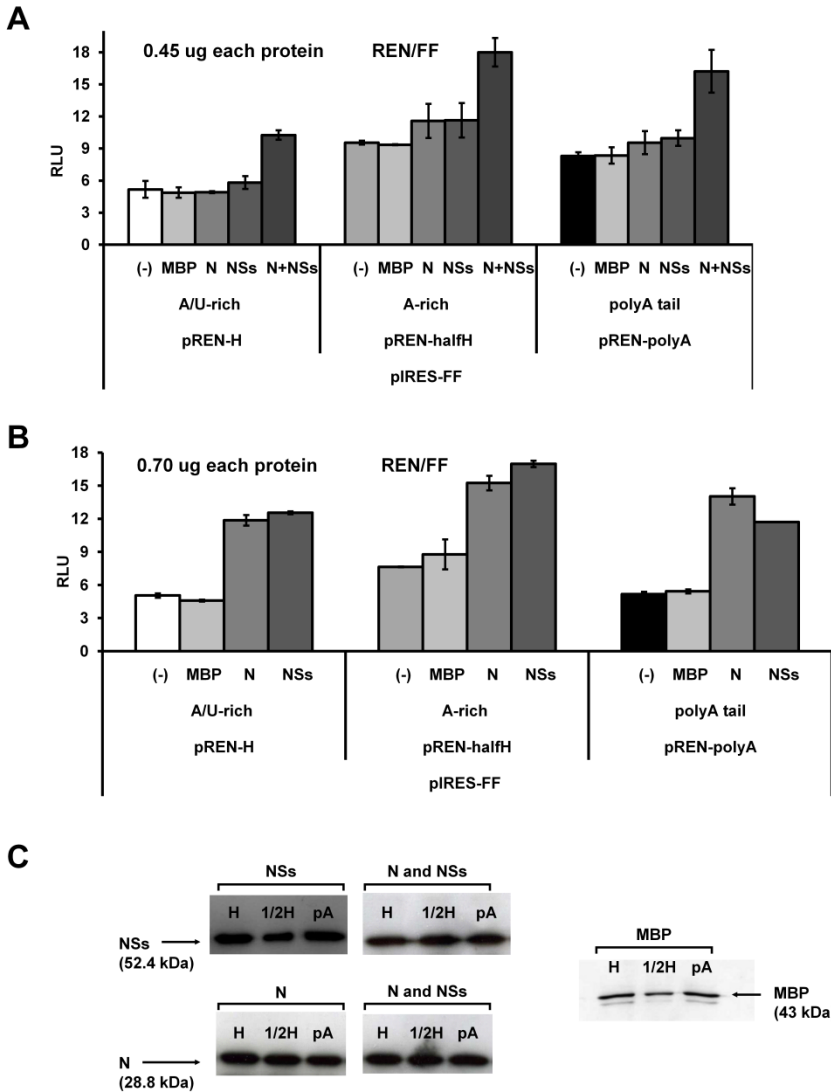 A
0.45 ug each protein REN/FF
RLU
18
15
12
9
6
3
0
(-) MBP N NSs N+NSs (-) MBP N NSs N+NSs (-) MBP N NSs N+NSs
A/U-rich A-rich polyA tail
pREN-H pREN-halfH pREN-polyA
pIRES-FF
B
0.70 ug each protein REN/FF
RLU
18
15
12
9
6
3
0
(-) MBP N NSs (-) MBP N NSs (-) MBP N NSs
A/U-rich A-rich polyA tail
pREN-H pREN-halfH pREN-polyA
pIRES-FF
C
NSs N and NSs
H 1/2H pA H 1/2H pA
NSs
(52.4 kDa)
MBP
H 1/2H pA
MBP
(43 kDa
N N and NSs
H 1/2H pA H 1/2H pA
N
(28.8 kDa)